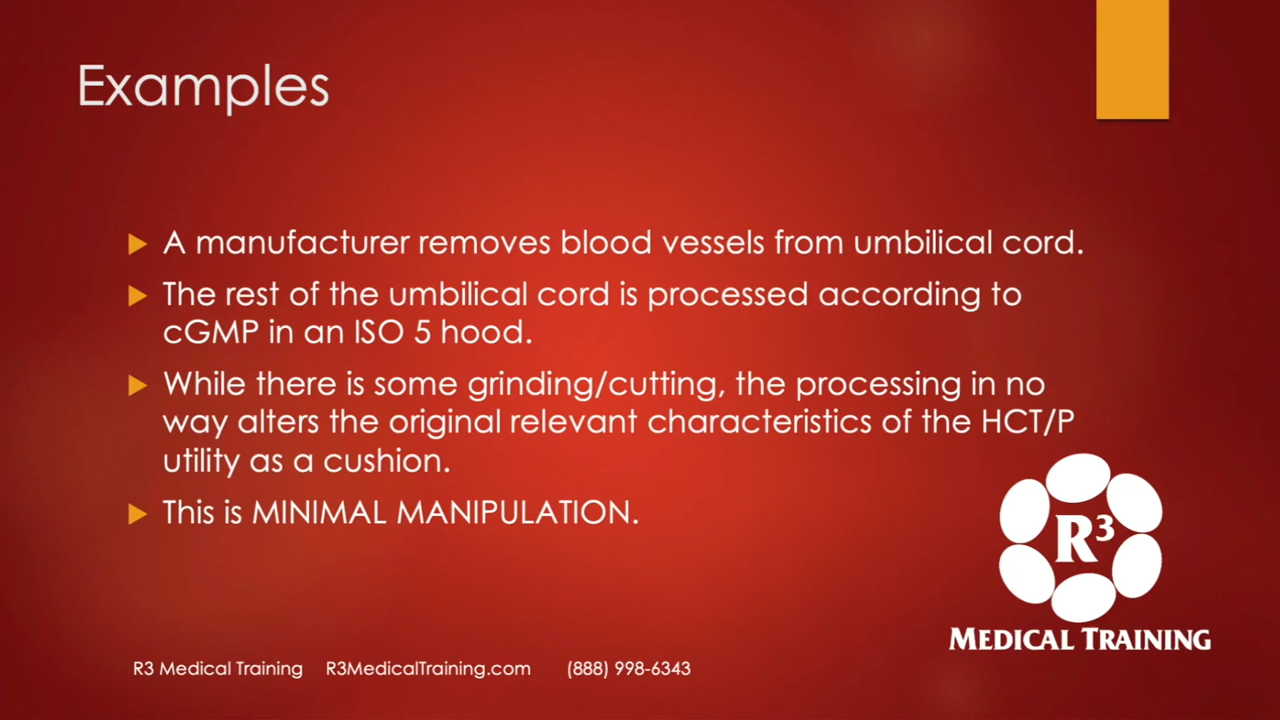 Examples
A manufacturer removes blood vessels from umbilical cord.
The rest of the umbilical cord is processed according to
cGMP in an ISO 5 hood.
While there is some grinding/cutting, the processing in no
way alters the original relevant characteristics of the HCT/P
utility as a cushion.
This is MINIMAL MANIPULATION.
R³
MEDICAL TRAINING
R3 Medical Training R3MedicalTraining.com (888) 998-6343